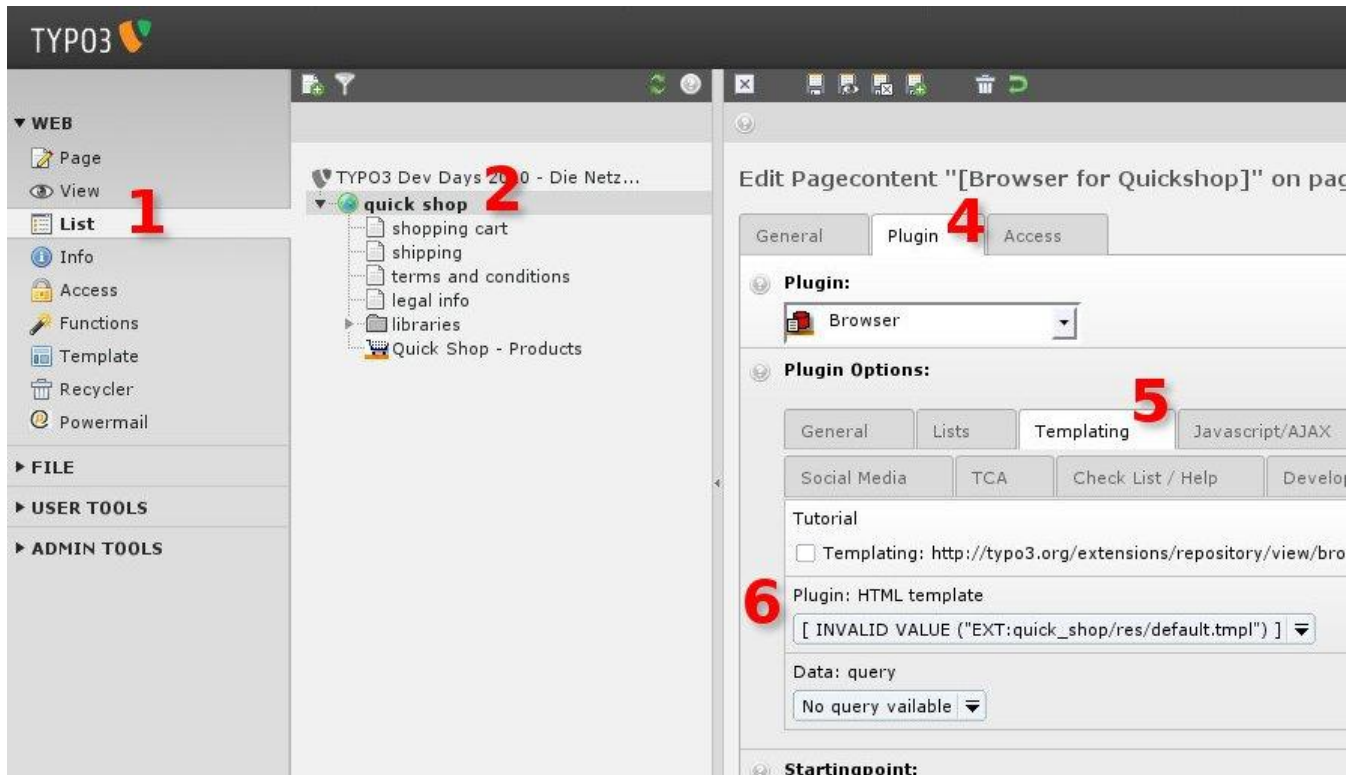 TYPO3
WEB
Page
View
List
1
Info
Access
Functions
Template
Recycler
Powermail
FILE
USER TOOLS
ADMIN TOOLS
TYPO3 Dev Days 2010 - Die Netz...
2
quick shop
shopping cart
shipping
terms and conditions
legal info
libraries
Quick Shop - Products
Edit Pagecontent "[Browser for Quickshop]" on pag
General Plugin 4 Access
Plugin:
Browser
Plugin Options:
5
General Lists Templating Javascript/AJAX
Social Media TCA Check List / Help Develop
Tutorial
Templating: http://typo3.org/extensions/repository/view/bro
6
Plugin: HTML template
[ INVALID VALUE ("EXT:quick_shop/res/default.tmpl") ]
Data: query
No query vailable
Startingpoint: